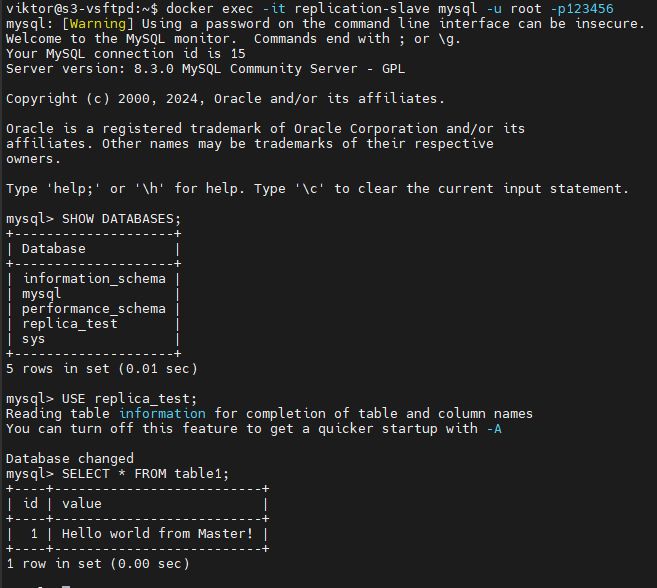 viktor@s3-vsftpd:~$ docker exec -it replication-slave mysql -u root -p123456
mysql: [Warning] Using a password on the command line interface can be insecure.
Welcome to the MySQL monitor.  Commands end with ; or \g.
Your MySQL connection id is 15
Server version: 8.3.0 MySQL Community Server - GPL

Copyright (c) 2000, 2024, Oracle and/or its affiliates.

Oracle is a registered trademark of Oracle Corporation and/or its
affiliates. Other names may be trademarks of their respective
owners.

Type 'help;' or '\h' for help. Type '\c' to clear the current input statement.

mysql> SHOW DATABASES;
+--------------------+
| Database           |
+--------------------+
| information_schema |
| mysql              |
| performance_schema |
| replica_test       |
| sys                |
+--------------------+
5 rows in set (0.01 sec)

mysql> USE replica_test;
Reading table information for completion of table and column names
You can turn off this feature to get a quicker startup with -A

Database changed
mysql> SELECT * FROM table1;
+----+--------------------------+
| id | value                    |
+----+--------------------------+
|  1 | Hello world from Master! |
+----+--------------------------+
1 row in set (0.00 sec)